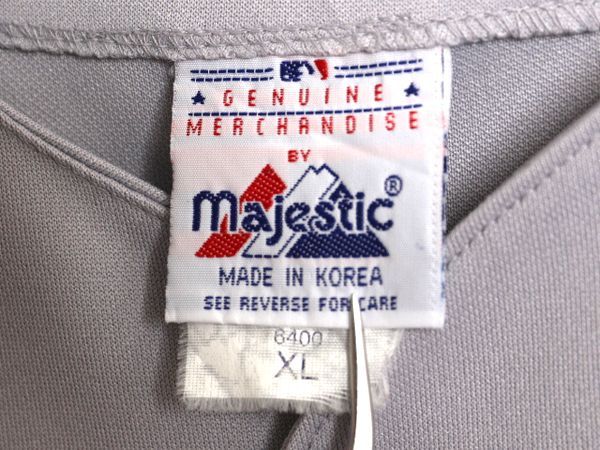 GENUINE
MERCHANDISE
BY
Majestic®
MADE IN KOREA
SEE REVERSE FOR CARE
6400
XL